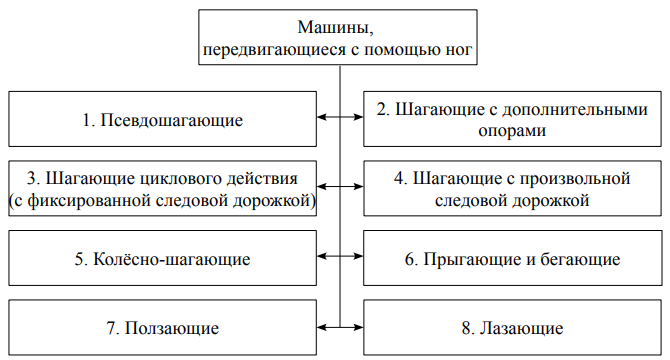 Машины,
передвигающиеся с помощью ног
1. Псевдошагающие
2. Шагающие с дополнительными
опорами
3. Шагающие циклового действия
(с фиксированной следовой дорожкой)
4. Шагающие с произвольной
следовой дорожкой
5. Колёсно-шагающие
6. Прыгающие и бегающие
7. Ползающие
8. Лазающие